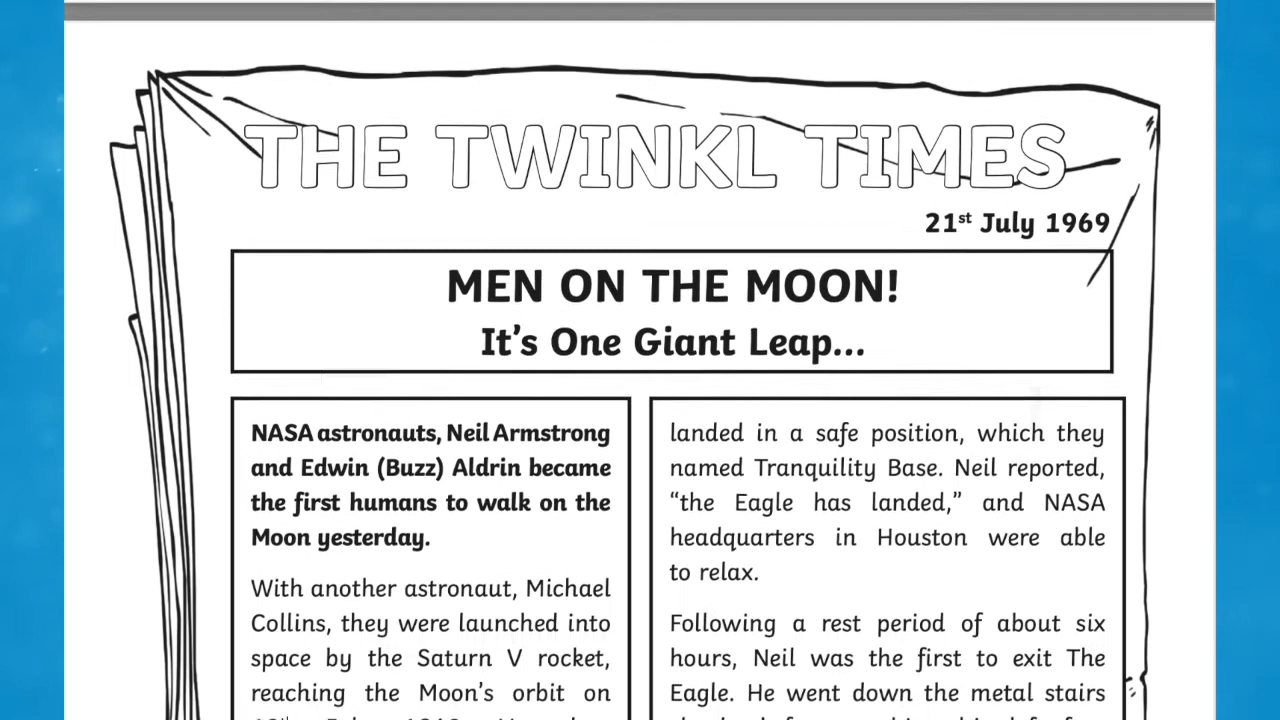 THE TWINKL TIMES
21st July 1969
MEN ON THE MOON!
It's One Giant Leap...
NASA astronauts, Neil Armstrong
and Edwin (Buzz) Aldrin became
the first humans to walk on the
Moon yesterday.
With another astronaut, Michael
Collins, they were launched into
space by the Saturn V rocket,
reaching the Moon's orbit on
landed in a safe position, which they
named Tranquility Base. Neil reported,
“the Eagle has landed,” and NASA
headquarters in Houston were able
to relax.
Following a rest period of about six
hours, Neil was the first to exit The
Eagle. He went down the metal stairs